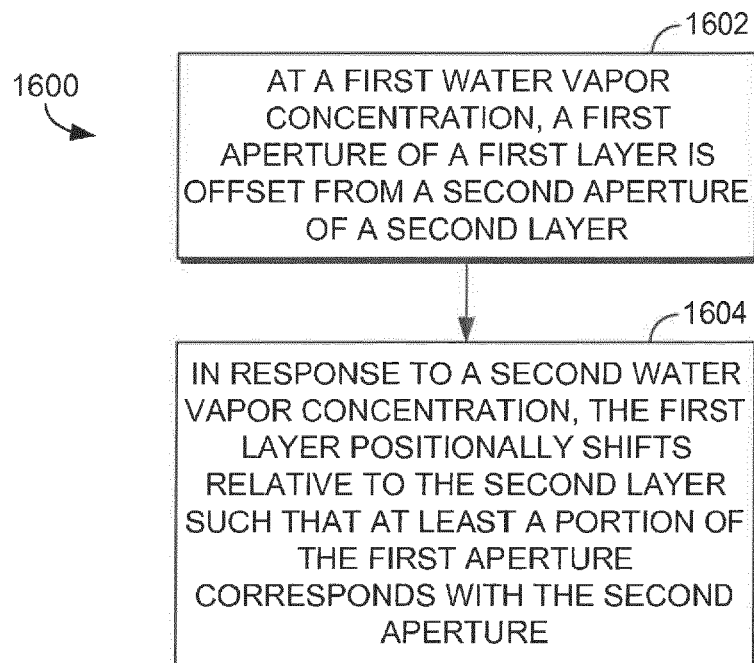 1602
1600
AT A FIRST WATER VAPOR
CONCENTRATION, A FIRST
APERTURE OF A FIRST LAYER IS
OFFSET FROM A SECOND APERTURE
OF A SECOND LAYER
1604
IN RESPONSE TO A SECOND WATER
VAPOR CONCENTRATION, THE FIRST
LAYER POSITIONALLY SHIFTS
RELATIVE TO THE SECOND LAYER
SUCH THAT AT LEAST A PORTION OF
THE FIRST APERTURE
CORRESPONDS WITH THE SECOND
APERTURE